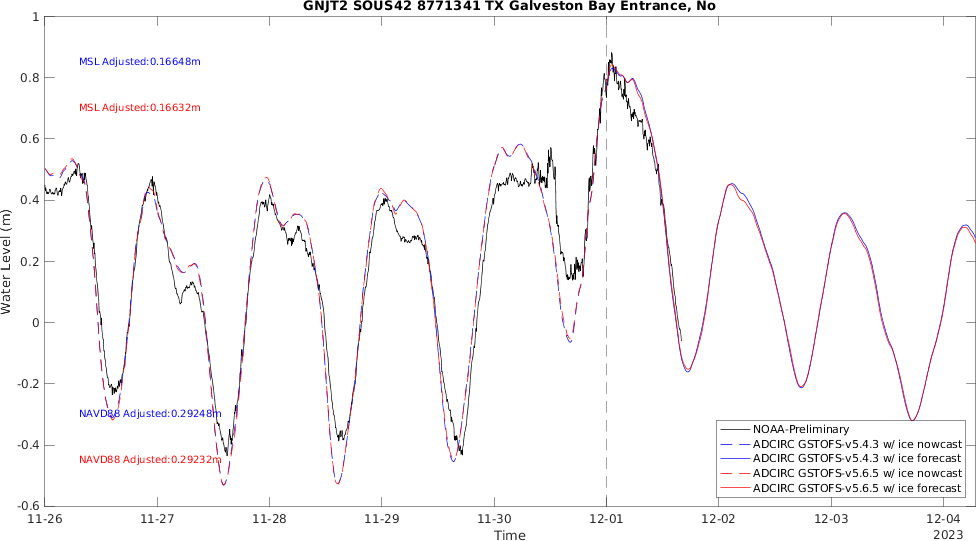 GNJT2 SOUS42 8771341 TX Galveston Bay Entrance, No
Water Level (m)
1
0.8
0.6
0.4
0.2
0
-0.2
-0.4
-0.6
MSL Adjusted:0.16648m
MSL Adjusted:0.16632m
NAVD88 Adjusted:0.29248m
NAVD88 Adjusted:0.29232m
NOAA-Preliminary
ADCIRC GSTOFS-v5.4.3 w/ ice nowcast
ADCIRC GSTOFS-v5.4.3 w/ ice forecast
ADCIRC GSTOFS-v5.6.5 w/ ice nowcast
ADCIRC GSTOFS-v5.6.5 w/ ice forecast
11-26 11-27 11-28 11-29 11-30 12-01 12-02 12-03 12-04
2023
Time